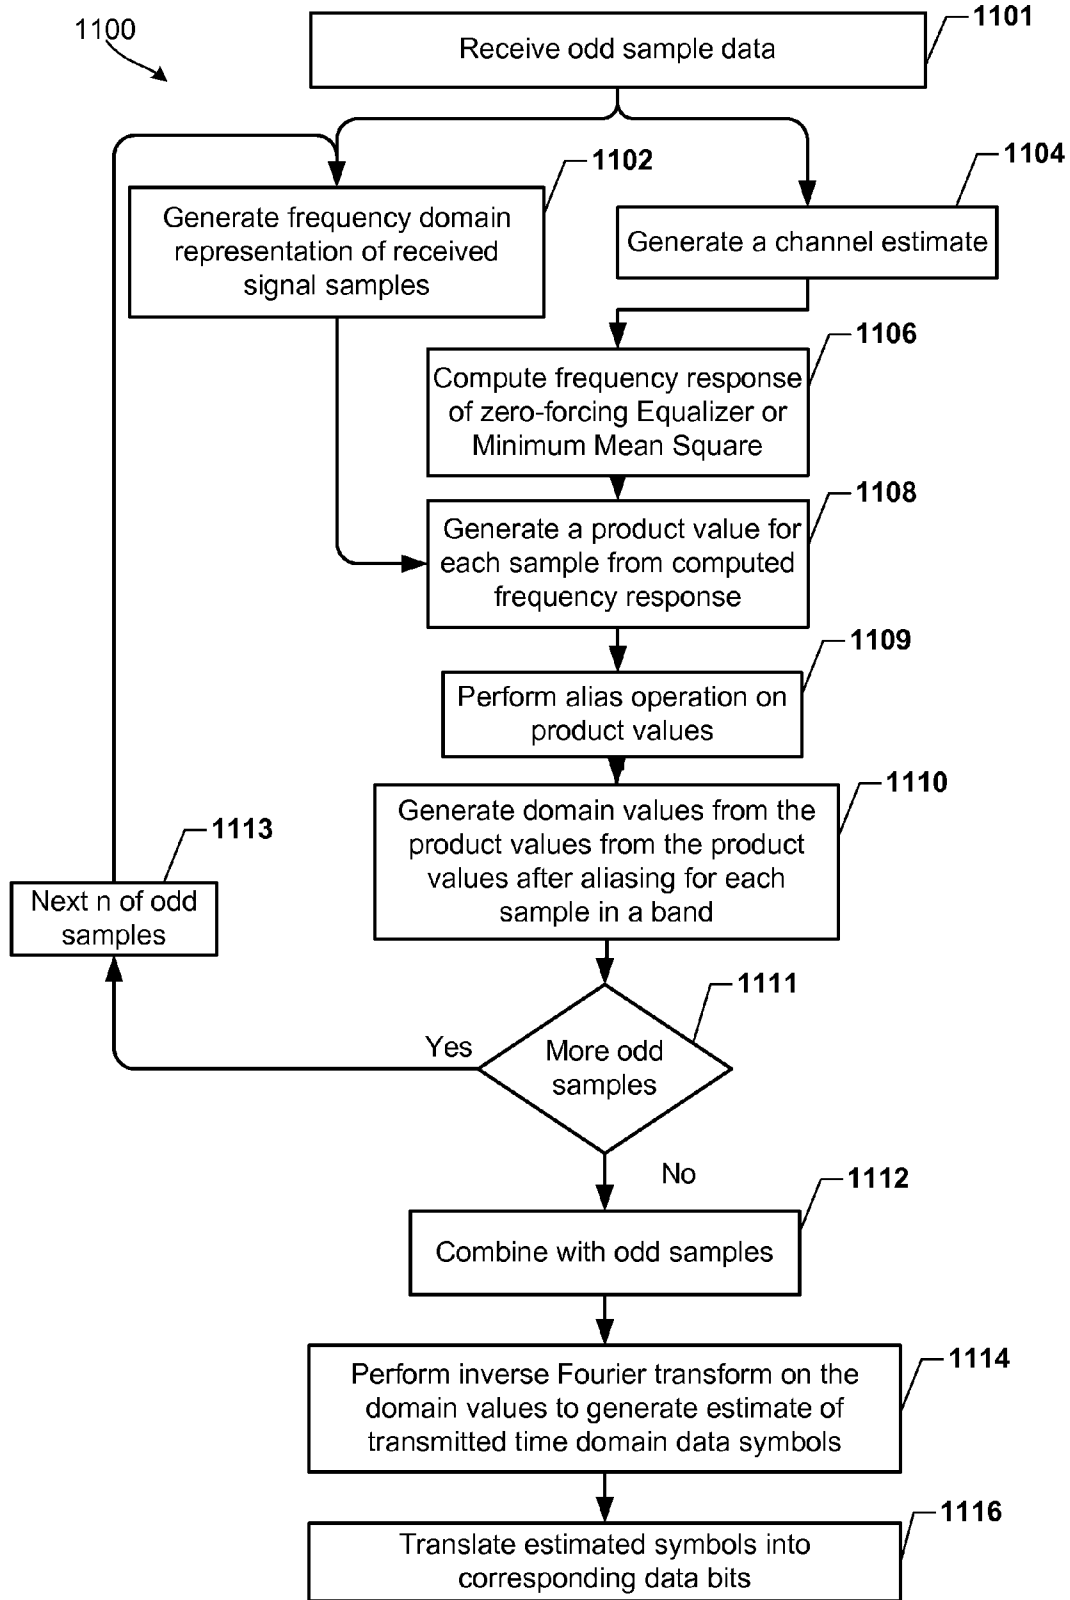 1100
1101
Receive odd sample data
1102
1104
Generate frequency domain
representation of received
signal samples
Generate a channel estimate
1106
Compute frequency response
of zero-forcing Equalizer or
Minimum Mean Square
1108
Generate a product value for
each sample from computed
frequency response
1109
Perform alias operation on
product values
1110
Generate domain values from the
product values from the product
values after aliasing for each
sample in a band
1113
Next n of odd
samples
1111
Yes
More odd
samples
No
1112
Combine with odd samples
1114
Perform inverse Fourier transform on the
domain values to generate estimate of
transmitted time domain data symbols
1116
Translate estimated symbols into
corresponding data bits